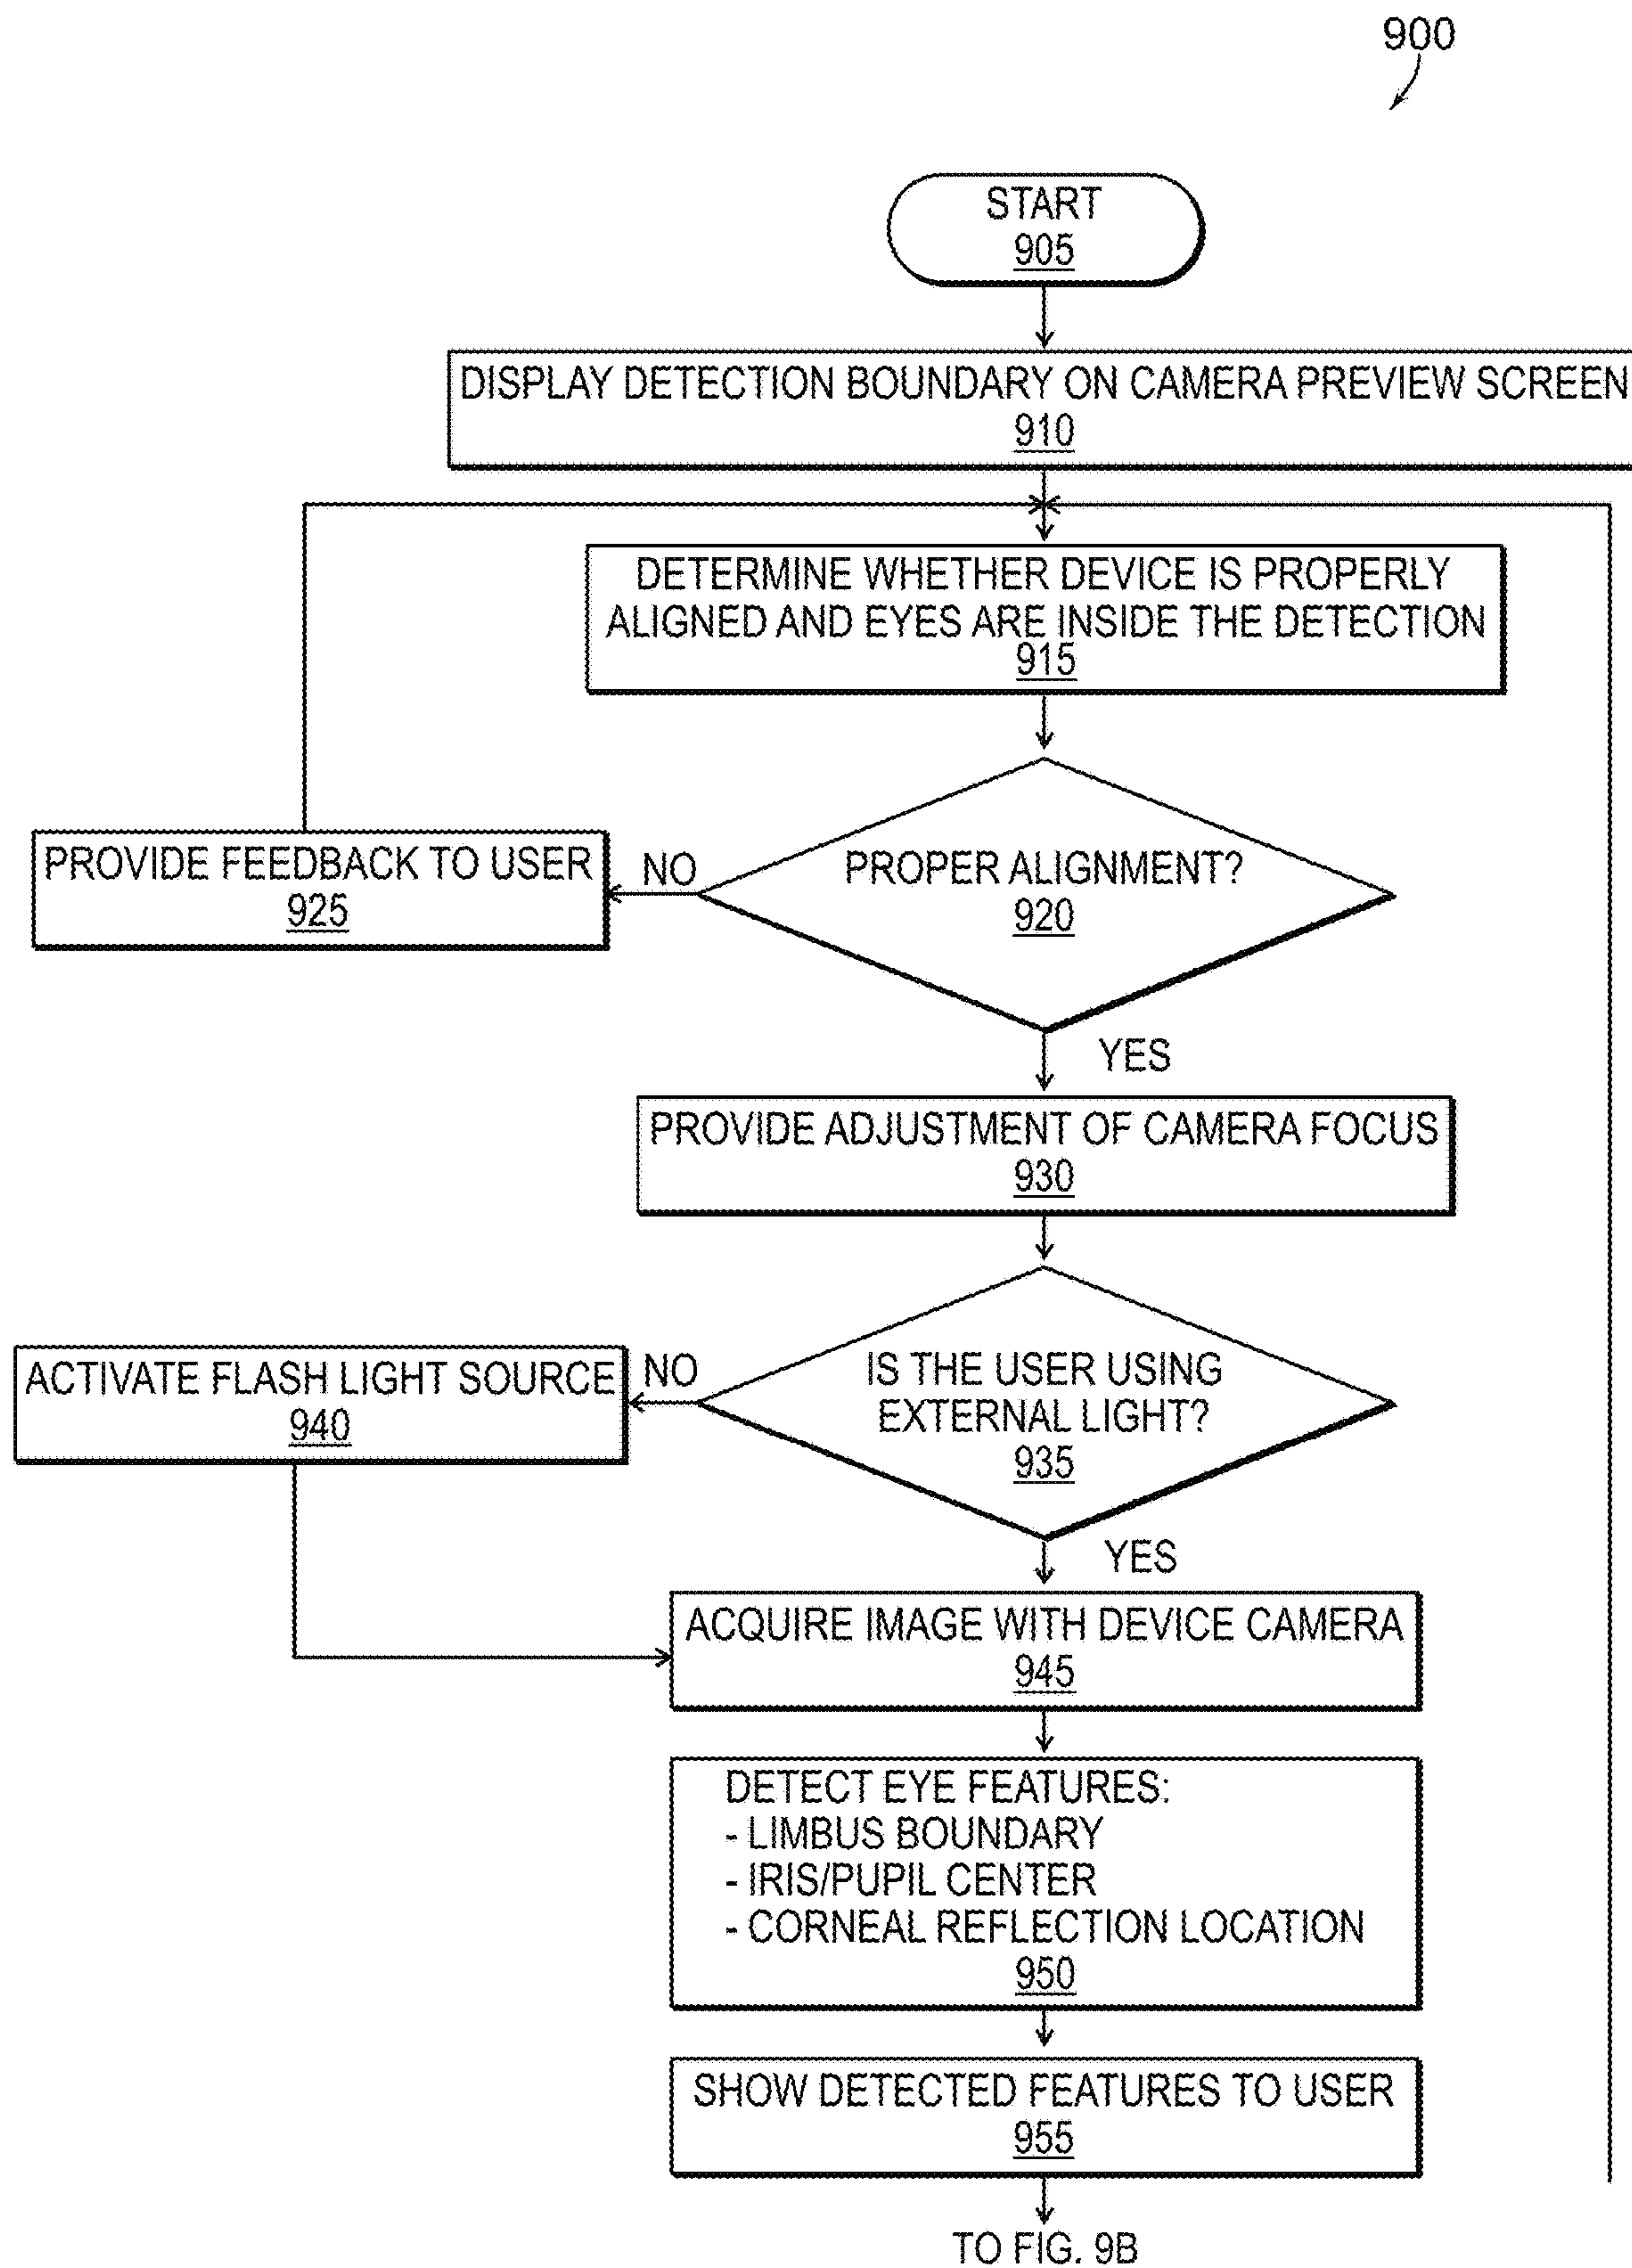 900
START
905
DISPLAY DETECTION BOUNDARY ON CAMERA PREVIEW SCREEN
910
DETERMINE WHETHER DEVICE IS PROPERLY
ALIGNED AND EYES ARE INSIDE THE DETECTION
915
PROPER ALIGNMENT?
920
NO
PROVIDE FEEDBACK TO USER
925
YES
PROVIDE ADJUSTMENT OF CAMERA FOCUS
930
IS THE USER USING
EXTERNAL LIGHT?
935
NO
ACTIVATE FLASH LIGHT SOURCE
940
YES
ACQUIRE IMAGE WITH DEVICE CAMERA
945
DETECT EYE FEATURES:
- LIMBUS BOUNDARY
- IRIS/PUPIL CENTER
- CORNEAL REFLECTION LOCATION
950
SHOW DETECTED FEATURES TO USER
955
TO FIG. 9B